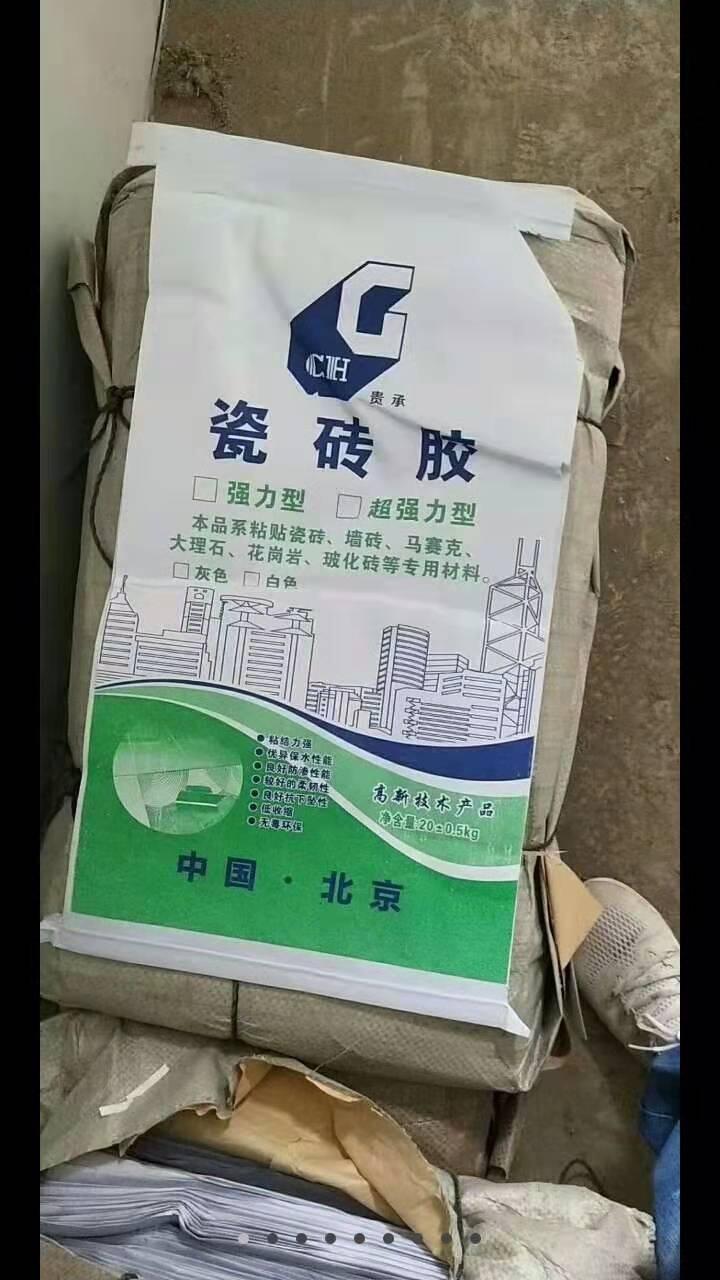 CH
贵承
瓷砖胶
强力型 超强力型
本品系粘贴瓷砖、墙砖、马赛克、
大理石、花岗岩、玻化砖等专用材料。
灰色 白色
粘结力强
优异保水性能
良好防渗性能
较好的柔韧性
良好抗下坠性
低收缩
无毒环保
高新技术产品
净含量:20±0.5kg
中国·北京